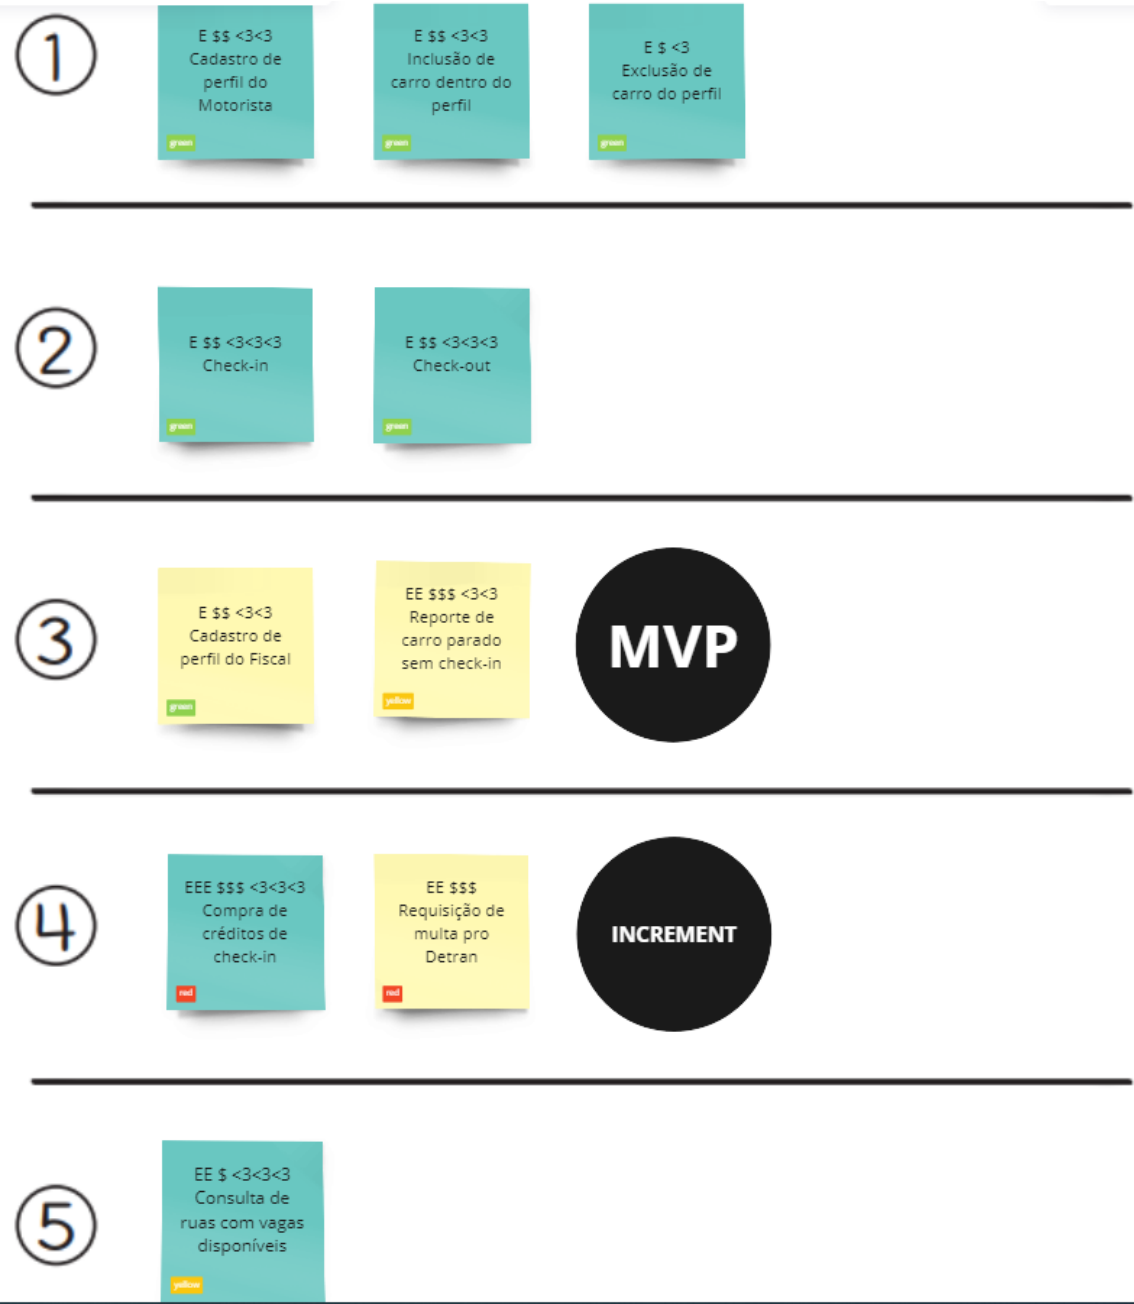 1
E $$ <3<3
Cadastro de
perfil do
Motorista
green
E $$ <3<3
Inclusão de
carro dentro do
perfil
green
E $ <3
Exclusão de
carro do perfil
green
2
E $$ <3<3<3
Check-in
green
E $$ <3<3<3
Check-out
green
3
E $$ <3<3
Cadastro de
perfil do Fiscal
green
EE $$$ <3<3
Reporte de
carro parado
sem check-in
yellow
MVP
4
EEE $$$ <3<3<3
Compra de
créditos de
check-in
red
EE $$$
Requisição de
multa pro
Detran
red
INCREMENT
5
EE $ <3<3<3
Consulta de
ruas com vagas
disponíveis
yellow